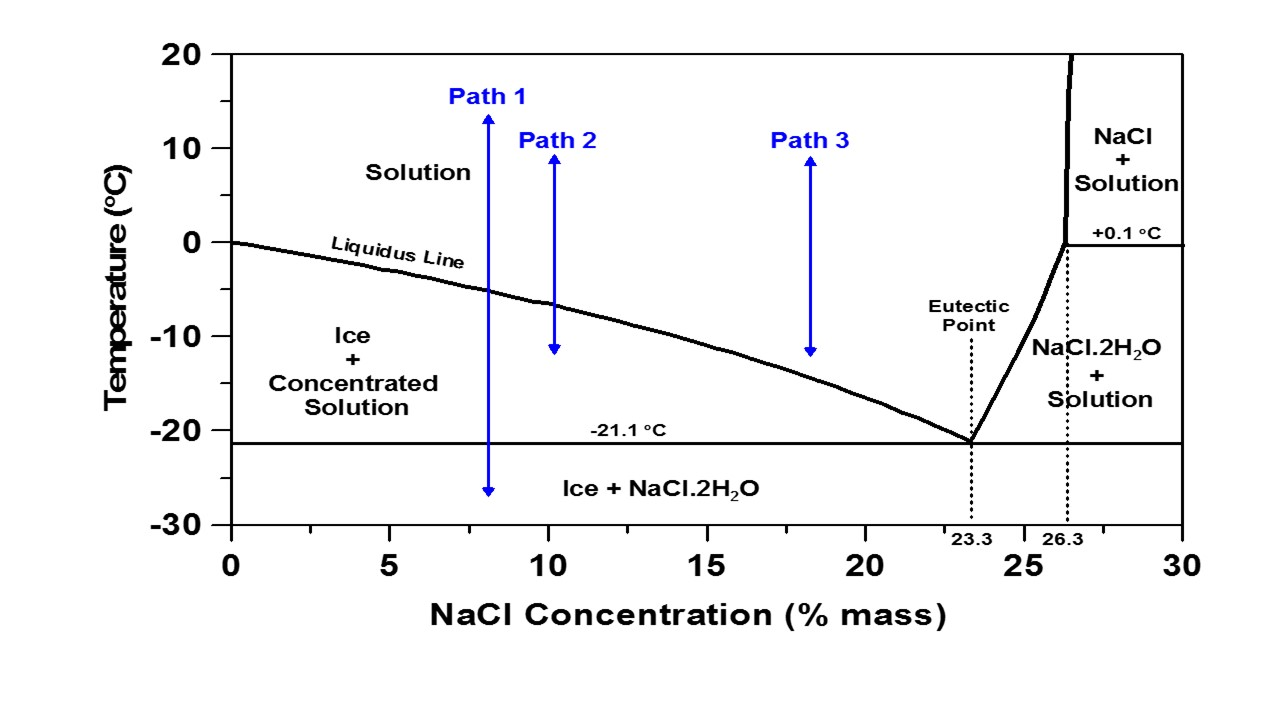 20
10
0
-10
-20
-30
Temperature (°C)
Path 1
Path 2
Path 3
Solution
Liquidus Line
Ice
+
Concentrated
Solution
-21.1 °C
Ice + NaCl.2H₂O
Eutectic
Point
NaCl
+
Solution
+0.1 °C
NaCl.2H₂O
+
Solution
23.3
26.3
0
5
10
15
20
25
30
NaCl Concentration (% mass)